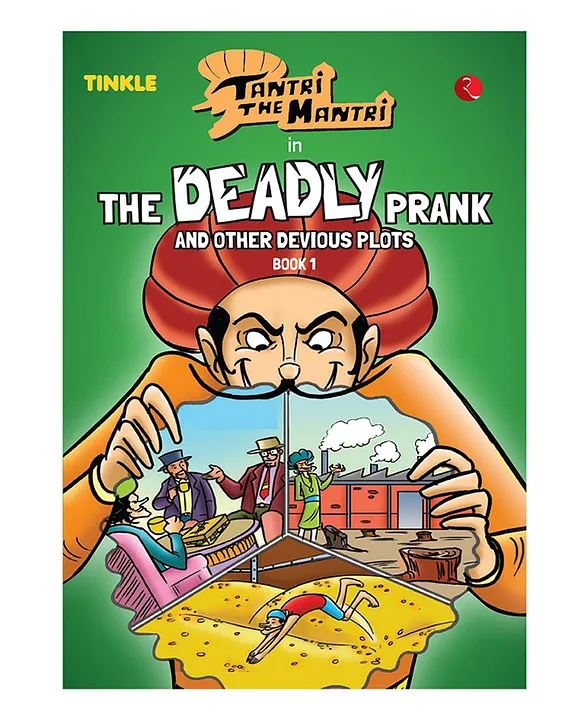 TINKLE
TANTRI
THE MANTRI
in
THE DEADLY PRANK
AND OTHER DEVIOUS PLOTS
BOOK 1